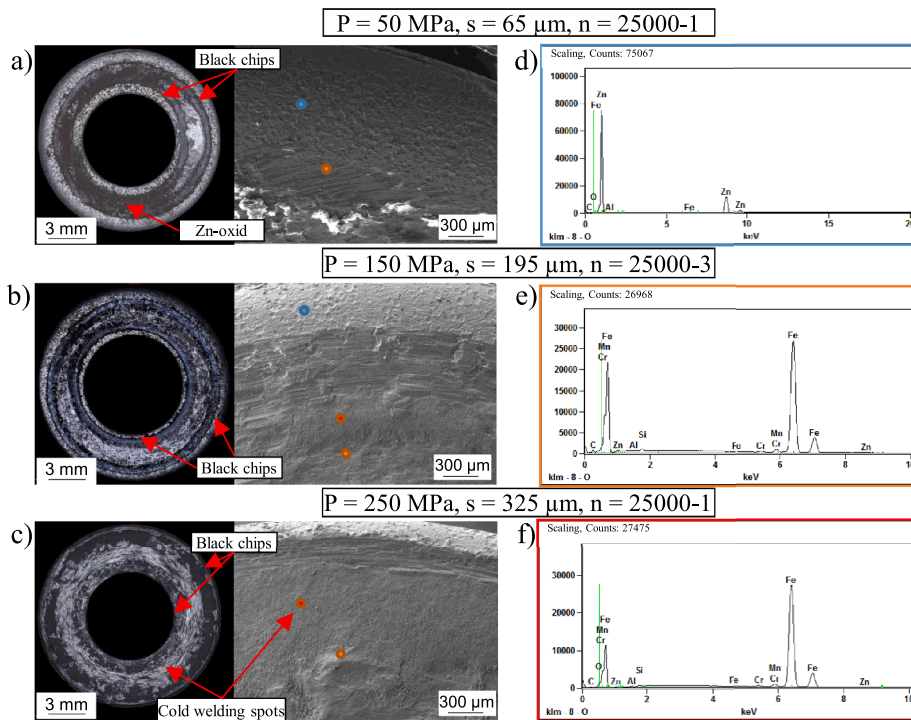 P = 50 MPa, s = 65 µm, n = 25000-1
a)
Black chips
Zn-oxid
3 mm
300 µm
d)
Scaling, Counts: 75067
100000
80000
60000
40000
20000
0
Zn
Fe
O
C
Al
Fe
Zn
Zn
0
5
10
15
20
klm - 8 - O
keV
P = 150 MPa, s = 195 µm, n = 25000-3
b)
Black chips
3 mm
300 µm
e)
Scaling, Counts: 26968
30000
25000
20000
15000
10000
5000
0
Fe
Mn
Cr
C
Zn
Al
Si
Fe
Cr
Mn
Cr
Fe
Fe
Zn
0
2
4
6
8
10
klm - 8 - O
keV
P = 250 MPa, s = 325 µm, n = 25000-1
c)
Black chips
Cold welding spots
3 mm
300 µm
f)
Scaling, Counts: 27475
30000
20000
10000
0
Fe
Mn
Cr
O
C
Zn
Al
Si
Fe
Cr
Mn
Cr
Fe
Fe
Zn
0
2
4
6
8
10
klm - 8 - O
keV